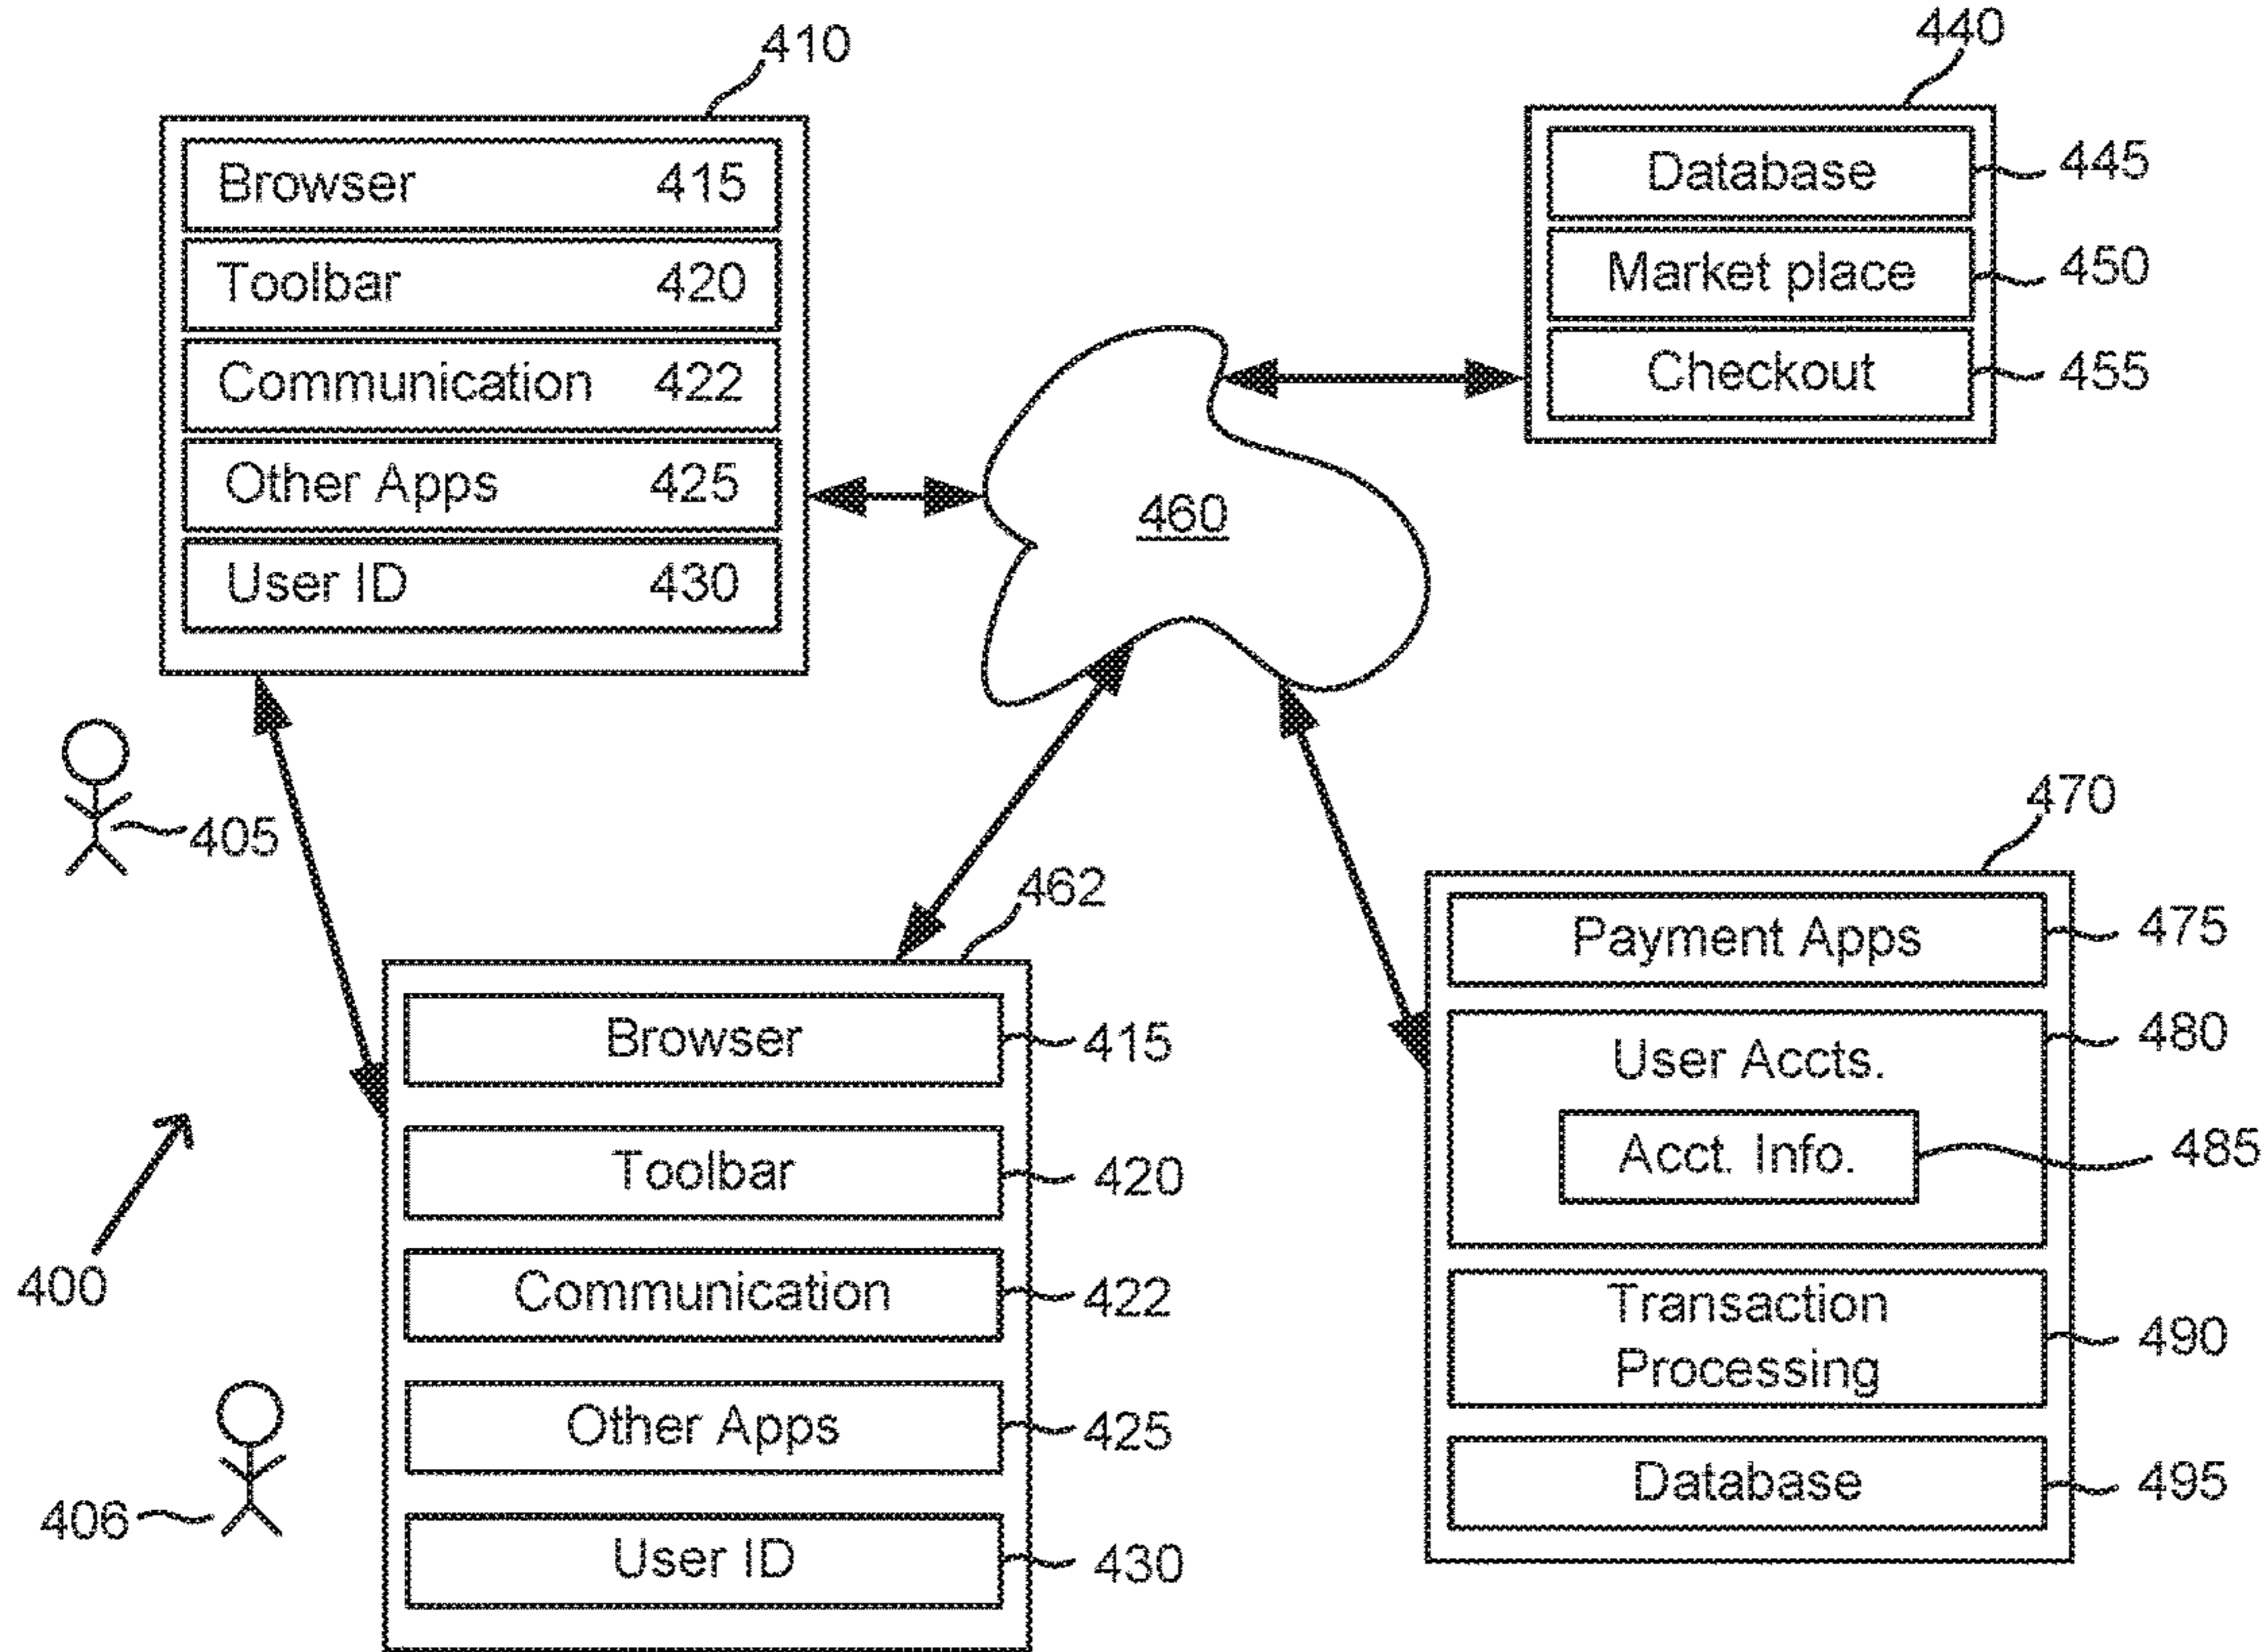 410
Browser 415
Toolbar 420
Communication 422
Other Apps 425
User ID 430
440
Database 445
Market place 450
Checkout 455
460
405
400
406
462
Browser 415
Toolbar 420
Communication 422
Other Apps 425
User ID 430
470
Payment Apps 475
User Accts. 480
Acct. Info. 485
Transaction
Processing 490
Database 495